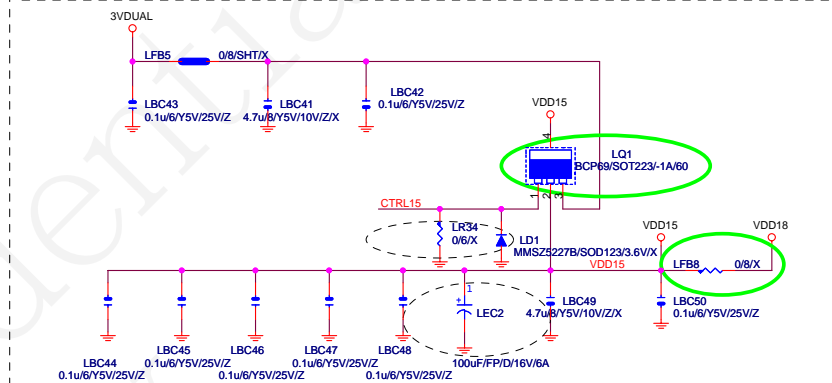 3VDUAL
LFB5 0/8/SHT/X
LBC43
0.1u/6/Y5V/25V/Z
LBC41
4.7u/8/Y5V/10V/Z/X
LBC42
0.1u/6/Y5V/25V/Z
VDD15
4
LQ1
BCP69/SOT223/-1A/60
1 2 3
CTRL15
LR34
0/6/X
LD1
MMSZ5227B/SOD123/3.6V/X
VDD15
VDD18
VDD15
LFB8 0/8/X
1
+
LEC2
100uF/FP/D/16V/6A
LBC49
4.7u/8/Y5V/10V/Z/X
LBC50
0.1u/6/Y5V/25V/Z
LBC44
0.1u/6/Y5V/25V/Z
LBC45
0.1u/6/Y5V/25V/Z
LBC46
0.1u/6/Y5V/25V/Z
LBC47
0.1u/6/Y5V/25V/Z
LBC48
0.1u/6/Y5V/25V/Z